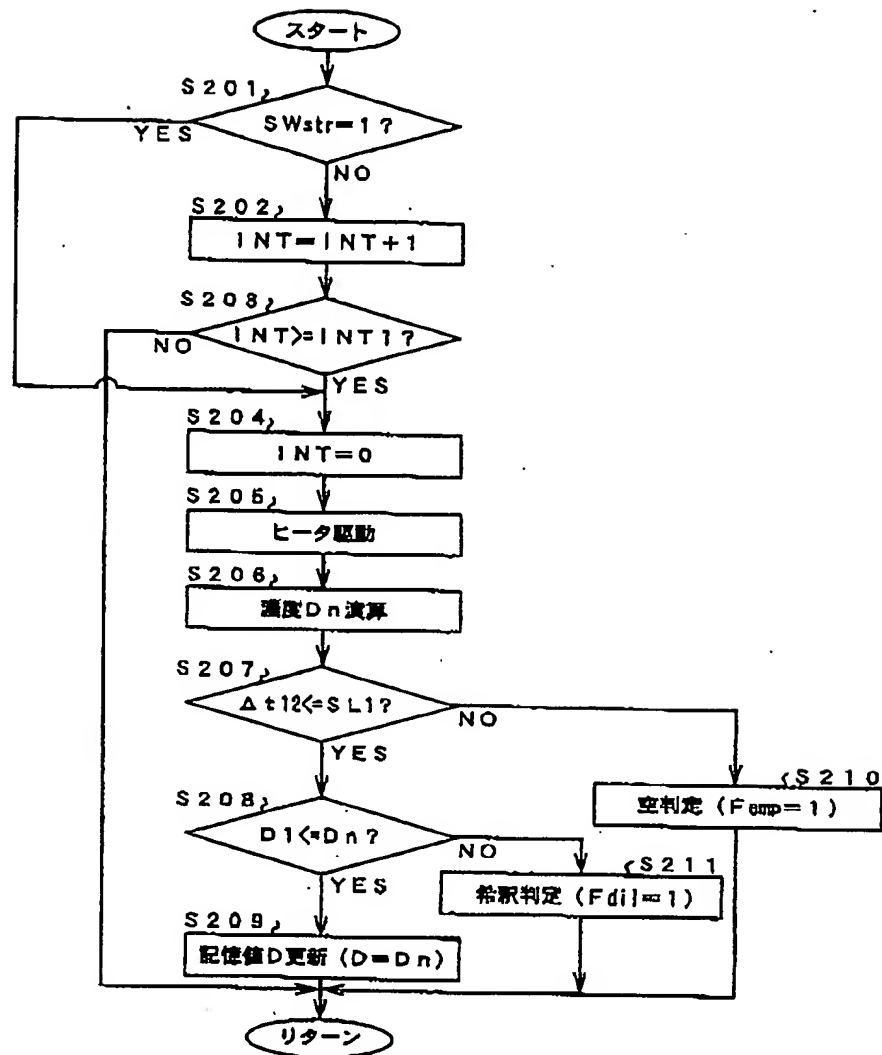 スタート
S201
SWstr=1?
YES
NO
S202
INT=INT+1
S203
INT>=INT1?
NO
YES
S204
INT=0
S205
ヒータ駆動
S206
濃度Dn演算
S207
Δt12<=SL1?
NO
YES
S210
空判定(Femp=1)
S208
D1<=Dn?
NO
YES
S211
希釈判定(Fdil=1)
S209
記憶値D更新(D=Dn)
リターン